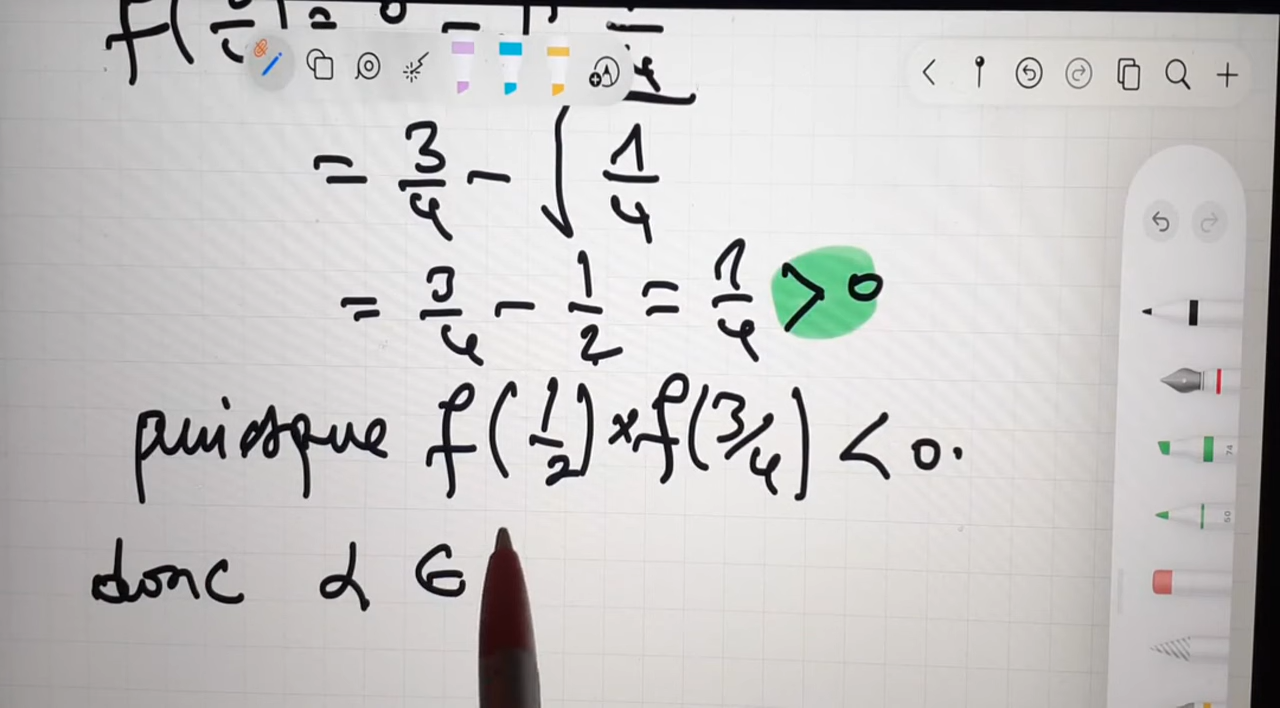 = 3/4 - √ 1/4
= 3/4 - 1/2 = 1/4 > 0
puisque f(1/2) × f(3/4) < 0.
donc α ∈